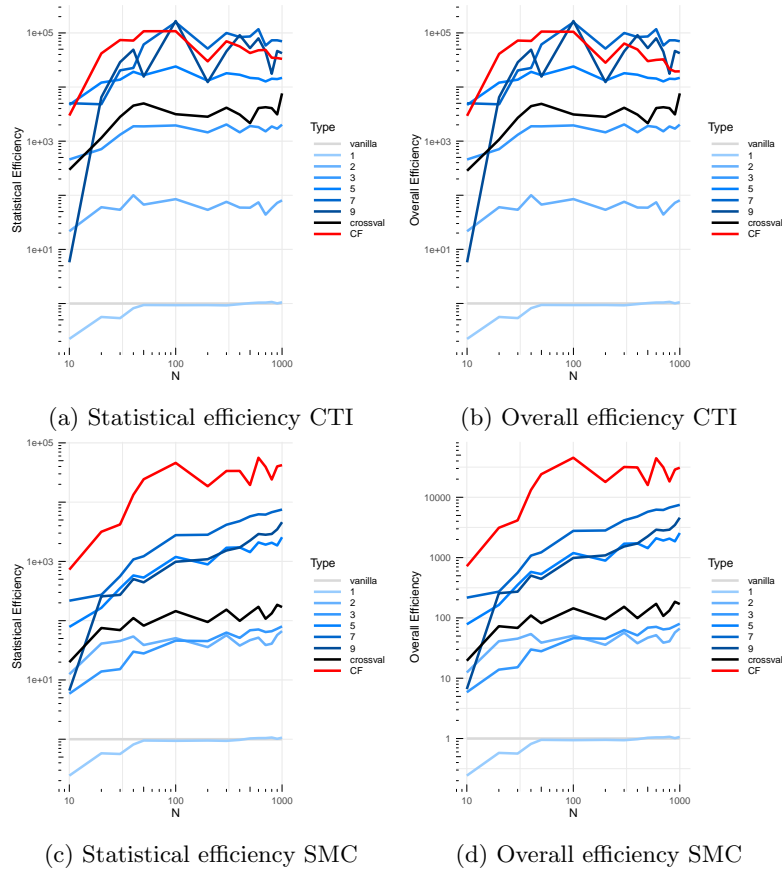 1e+05
1e+03
1e+01
Statistical Efficiency
10
100
1000
N
Type
vanilla
1
2
3
5
7
9
crossval
CF
1e+05
1e+03
1e+01
Overall Efficiency
10
100
1000
N
Type
vanilla
1
2
3
5
7
9
crossval
CF
(a) Statistical efficiency CTI
(b) Overall efficiency CTI
1e+05
1e+03
1e+01
Statistical Efficiency
10
100
1000
N
Type
vanilla
1
2
3
5
7
9
crossval
CF
10000
1000
100
10
1
Overall Efficiency
10
100
1000
N
Type
vanilla
1
2
3
5
7
9
crossval
CF
(c) Statistical efficiency SMC
(d) Overall efficiency SMC